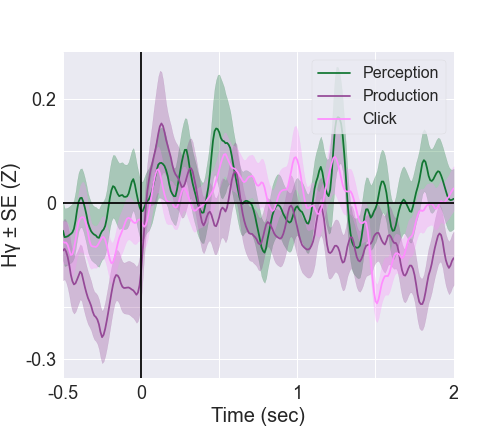 Perception
Production
Click
0.2
0
-0.3
Hγ ± SE (Z)
-0.5
0
1
2
Time (sec)